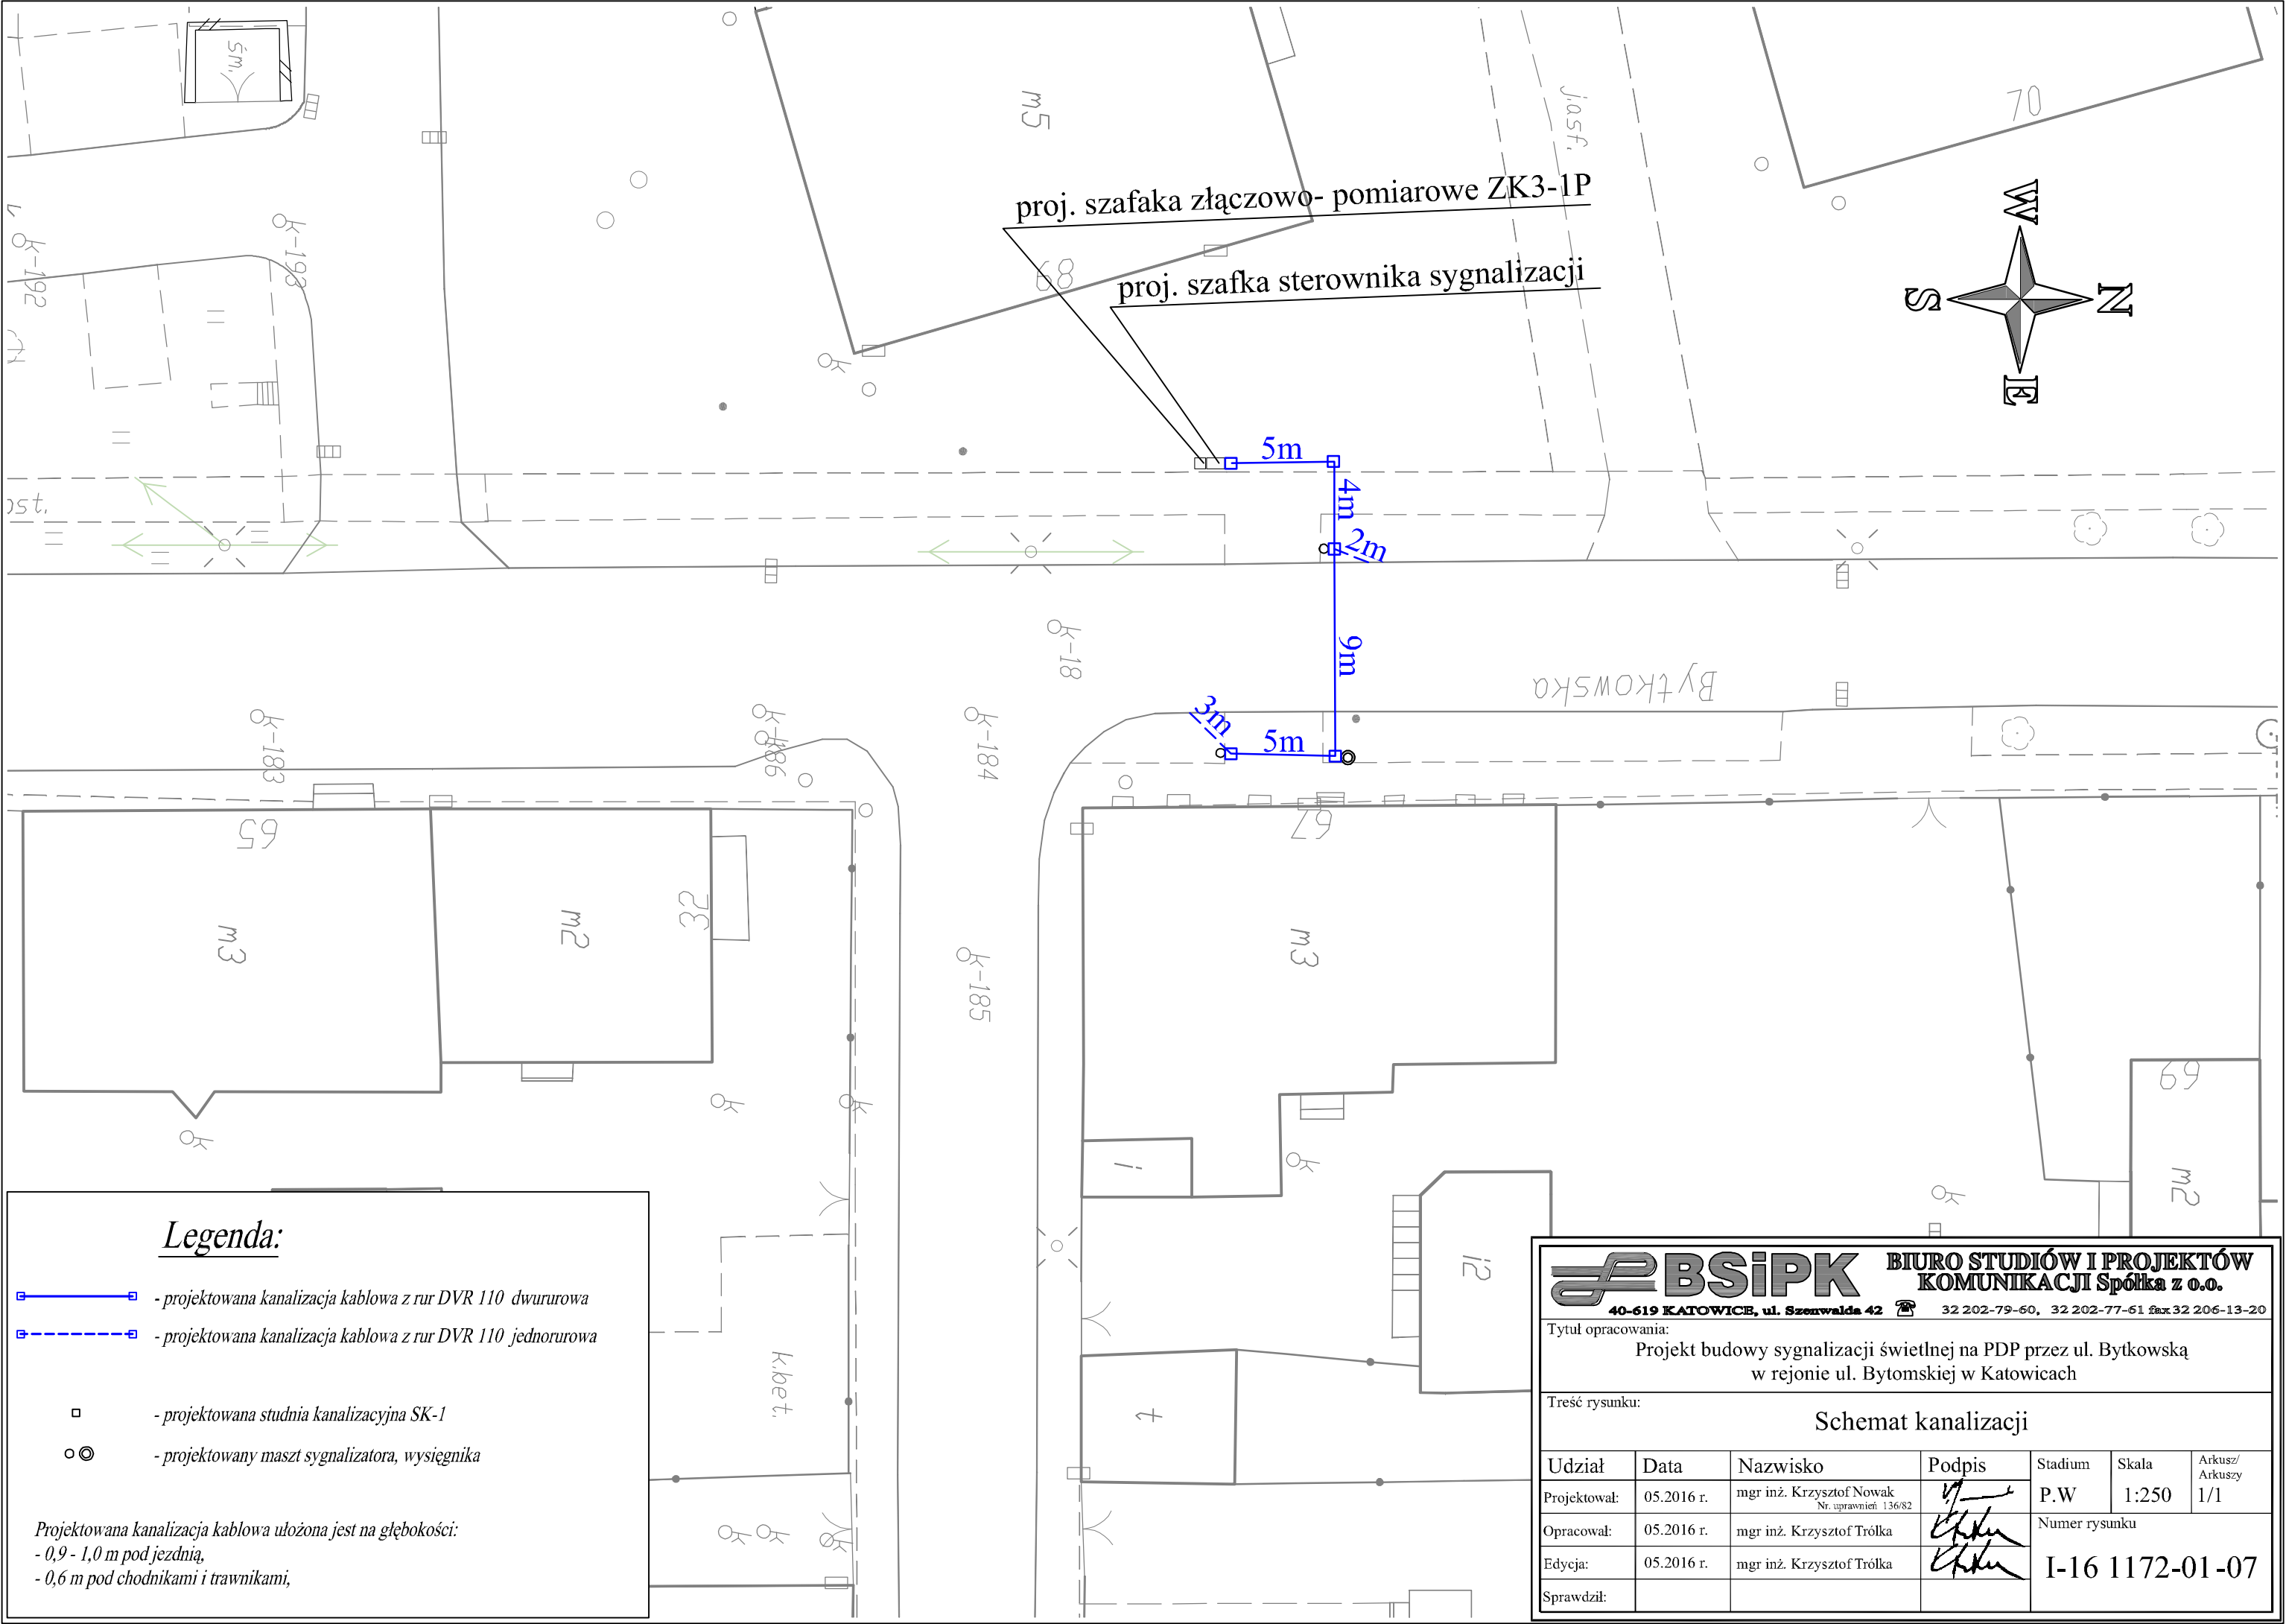 śm.
m5
j.asf.
70
proj. szafaka złączowo- pomiarowe ZK3-1P
89
proj. szafka sterownika sygnalizacji
W
S
N
E
k-192
k-193
k
5m
4m
2m
9m
3m
5m
k-18
Bytkowska
k-183
k-186
k-184
k-185
65
67
m3
m2
32
m3
k
k
k
k
i
i2
69
m2
k
t
k.bet.
k
k
k
Legenda:
- projektowana kanalizacja kablowa z rur DVR 110 dwururowa
- projektowana kanalizacja kablowa z rur DVR 110 jednorurowa
- projektowana studnia kanalizacyjna SK-1
- projektowany maszt sygnalizatora, wysięgnika
Projektowana kanalizacja kablowa ułożona jest na głębokości:
- 0,9 - 1,0 m pod jezdnią,
- 0,6 m pod chodnikami i trawnikami,
BSiPK
BIURO STUDIÓW I PROJEKTÓW
KOMUNIKACJI Spółka z o.o.
40-619 KATOWICE, ul. Szenwalda 42 ☎ 32 202-79-60, 32 202-77-61 fax 32 206-13-20
Tytuł opracowania:
Projekt budowy sygnalizacji świetlnej na PDP przez ul. Bytkowską
w rejonie ul. Bytomskiej w Katowicach
Treść rysunku:
Schemat kanalizacji
Udział Data Nazwisko Podpis Stadium Skala Arkusz/
Arkuszy
Projektował: 05.2016 r. mgr inż. Krzysztof Nowak P.W 1:250 1/1
Nr. uprawnień 136/82
Opracował: 05.2016 r. mgr inż. Krzysztof Trólka
Numer rysunku
Edycja: 05.2016 r. mgr inż. Krzysztof Trólka
I-16 1172-01-07
Sprawdził: